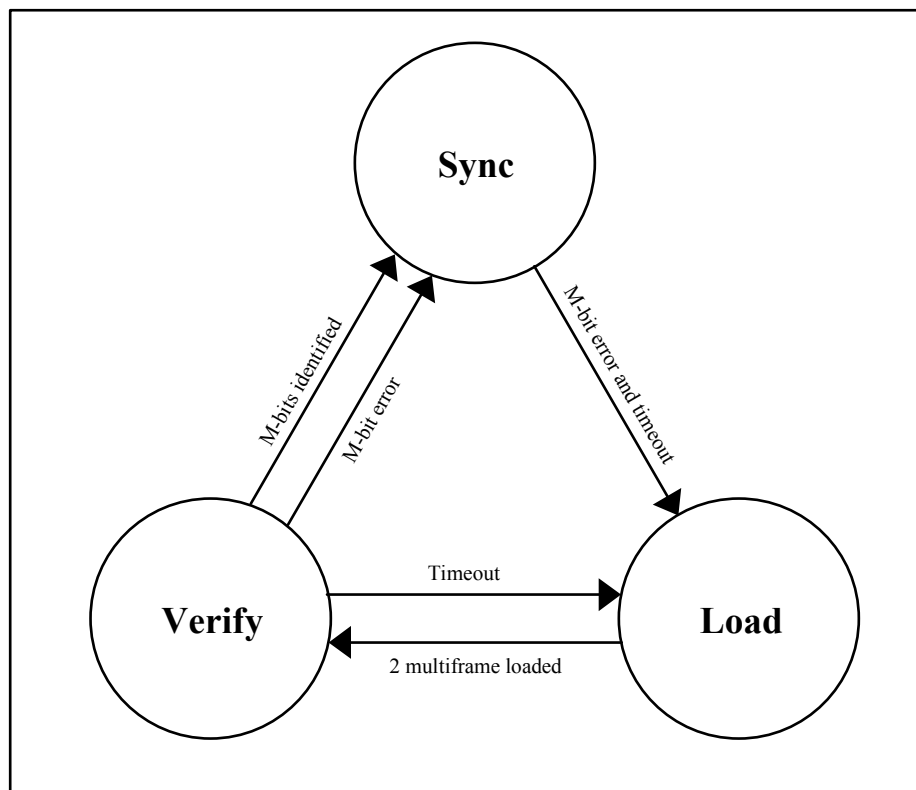 Sync
M-bits identified
M-bit error
M-bit error and timeout
Timeout
Verify
Load
2 multiframe loaded